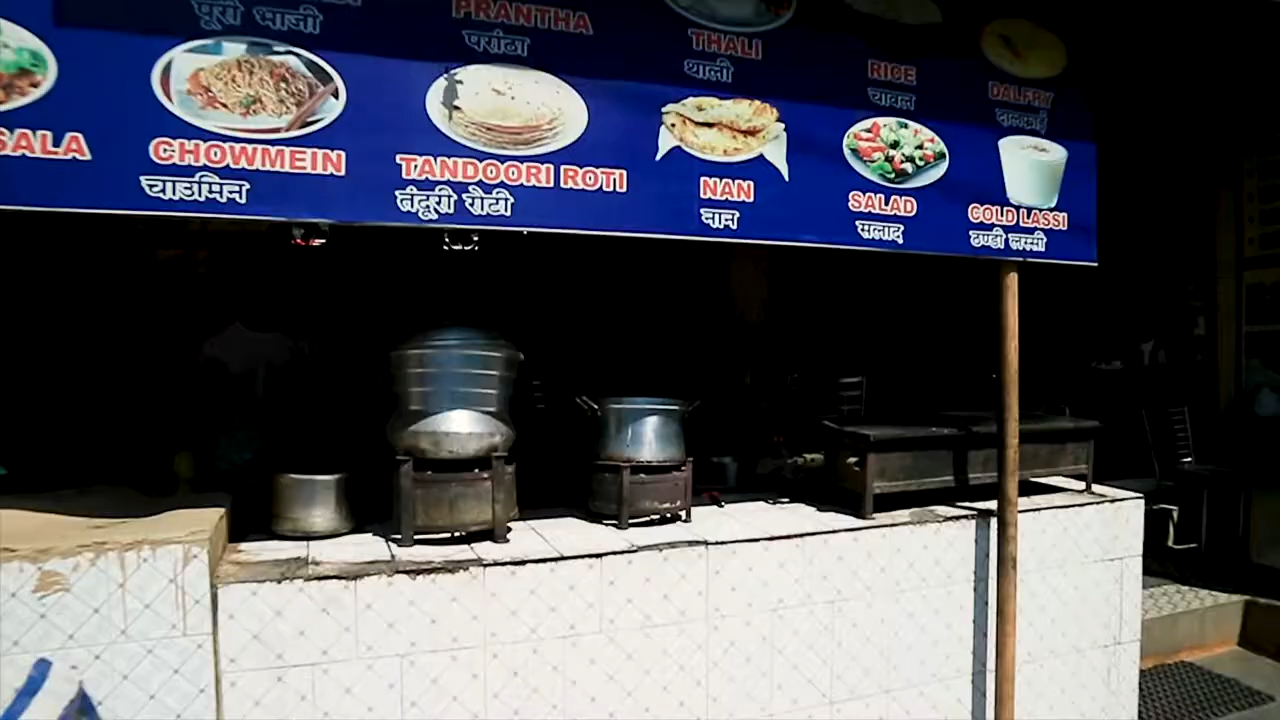 पूरी भाजी
PRANTHA
परांठा
THALI
थाली
RICE
चावल
DALFRY
दालफ्राई
SALA
CHOWMEIN
चाउमिन
TANDOORI ROTI
तंदूरी रोटी
NAN
नान
SALAD
सलाद
COLD LASSI
ठण्डी लस्सी